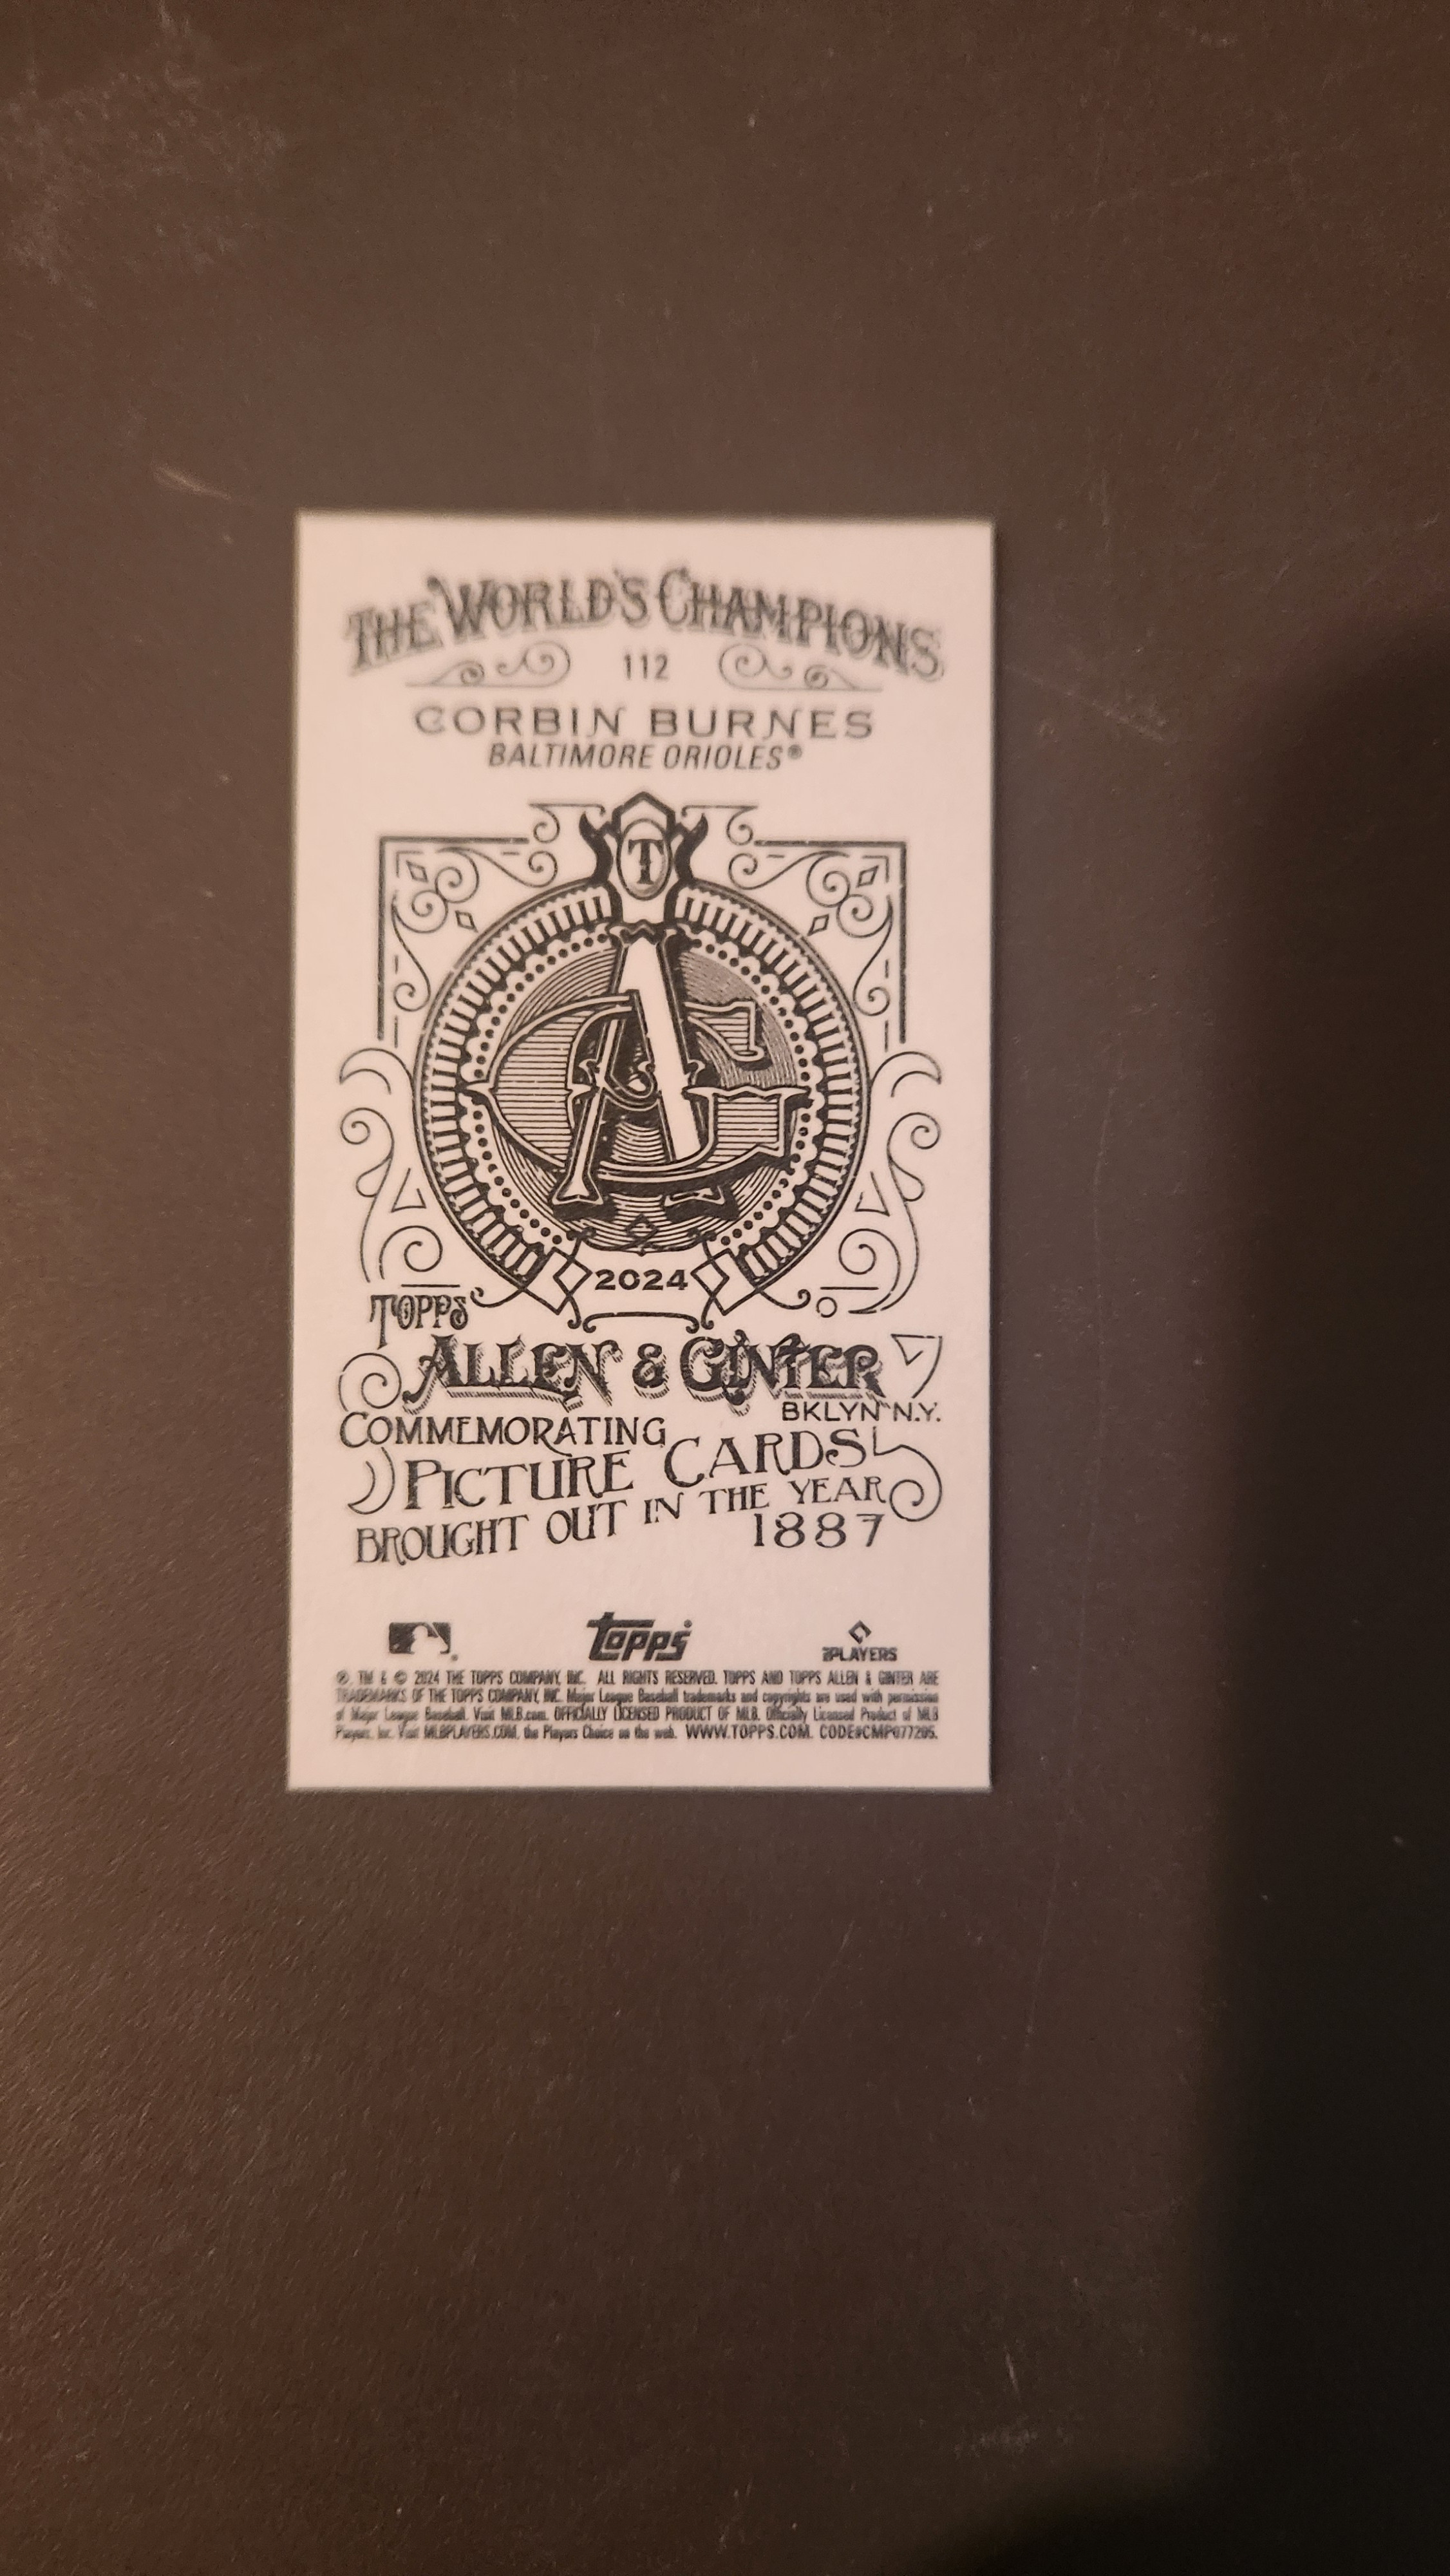 THE WORLD'S CHAMPIONS
112
CORBIN BURNES
BALTIMORE ORIOLES®
T
A&G
2024
TOPPS
ALLEN & GINTER
BKLYN N.Y.
COMMEMORATING
PICTURE CARDS
BROUGHT OUT IN THE YEAR
1887
topps
PLAYERS
®, TM & © 2024 THE TOPPS COMPANY, INC. ALL RIGHTS RESERVED. TOPPS AND TOPPS ALLEN & GINTER ARE
TRADEMARKS OF THE TOPPS COMPANY, INC. Major League Baseball trademarks and copyrights are used with permission
of Major League Baseball. Visit MLB.com. OFFICIALLY LICENSED PRODUCT OF MLB. Officially Licensed Product of MLB
Players, Inc. Visit MLBPLAYERS.COM, the Players Choice on the web. WWW.TOPPS.COM. CODE#CMP077205.